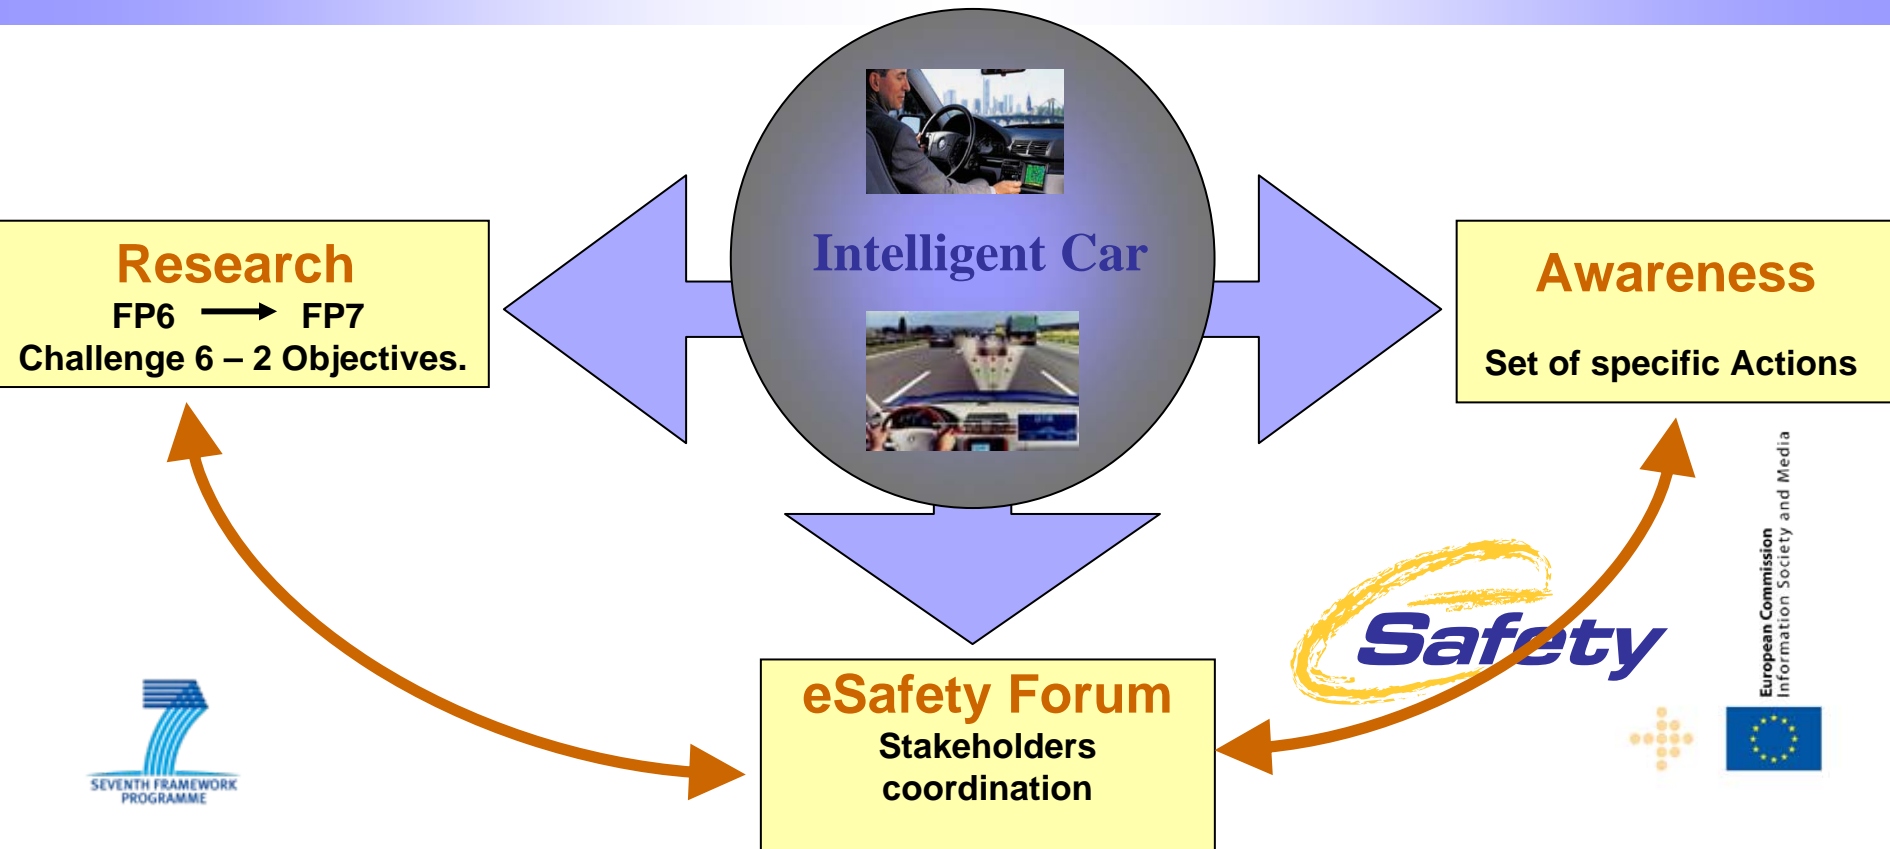 Intelligent Car
Research
FP6 FP7
Challenge 6 – 2 Objectives.
Awareness
Set of specific Actions
eSafety Forum
Stakeholders
coordination
eSafety
SEVENTH FRAMEWORK
PROGRAMME
European Commission
Information Society and Media